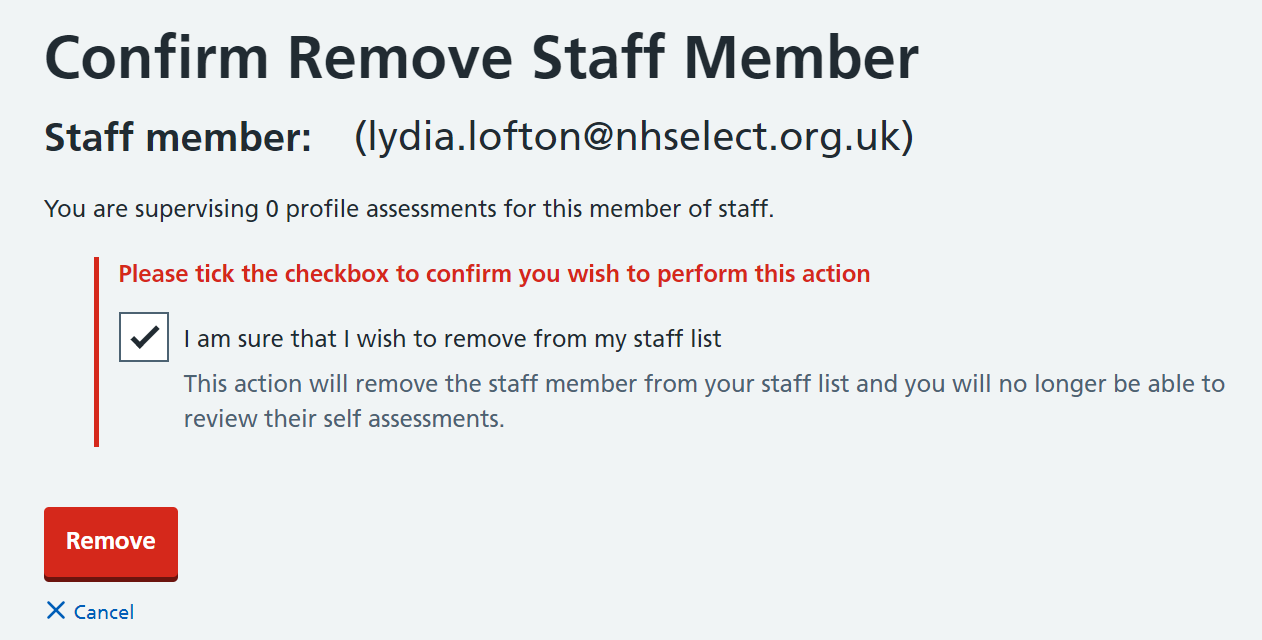 Confirm Remove Staff Member
Staff member: (lydia.lofton@nhselect.org.uk)
You are supervising 0 profile assessments for this member of staff.
Please tick the checkbox to confirm you wish to perform this action
I am sure that I wish to remove from my staff list
This action will remove the staff member from your staff list and you will no longer be able to
review their self assessments.
Remove
Cancel